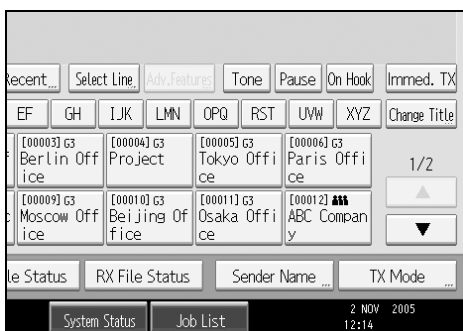 Recent Select Line Adv.Features Tone Pause On Hook Immed. TX
EF GH IJK LMN OPQ RST UVW XYZ Change Title
[00003] G3 [00004] G3 [00005] G3 [00006] G3
Berlin Off Project Tokyo Offi Paris Offi 1/2
ice ce ce
[00009] G3 [00010] G3 [00011] G3 [00012]
Moscow Off Beijing Of Osaka Offi ABC Compan
ice fice ce y
le Status RX File Status Sender Name TX Mode
System Status Job List 2 NOV 2005
12:14